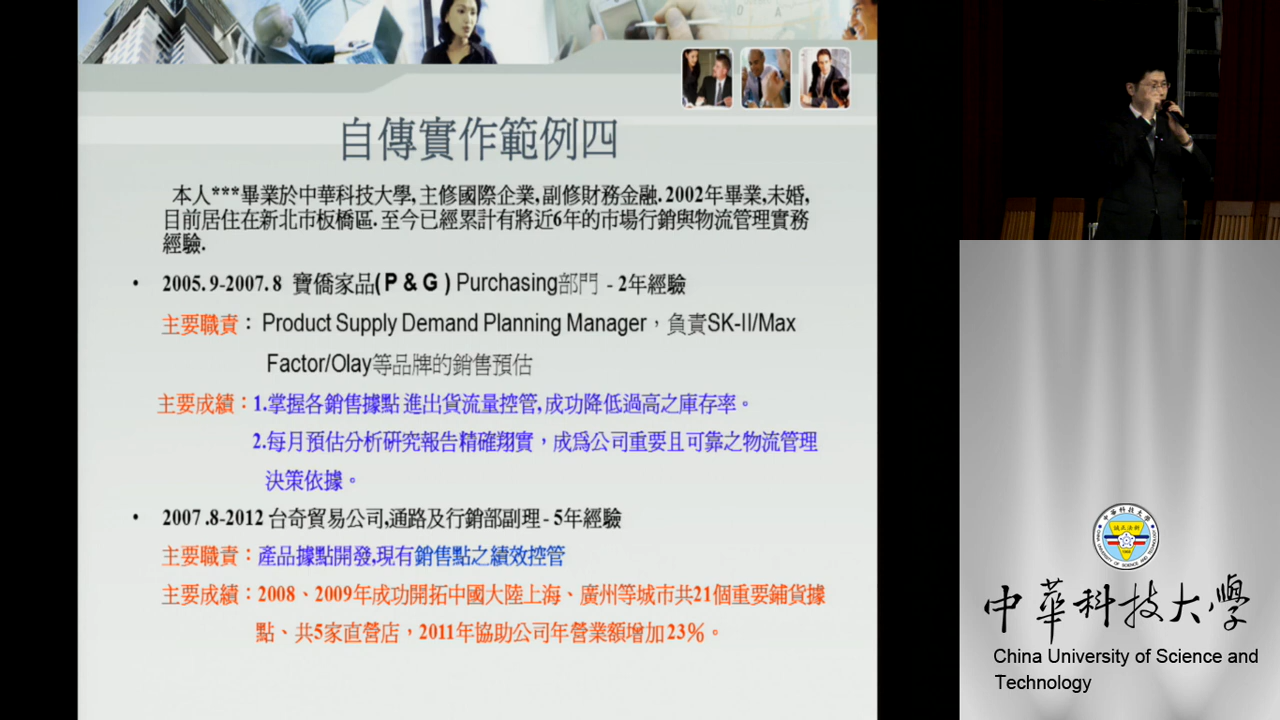 自傳實作範例四
本人***畢業於中華科技大學, 主修國際企業, 副修財務金融. 2002年畢業,未婚,
目前居住在新北市板橋區. 至今已經累計有將近6年的市場行銷與物流管理實務
經驗.
• 2005. 9-2007. 8 寶僑家品( P & G ) Purchasing部門 - 2年經驗
主要職責： Product Supply Demand Planning Manager，負責SK-II/Max
Factor/Olay等品牌的銷售預估
主要成績：1.掌握各銷售據點 進出貨流量控管, 成功降低過高之庫存率。
2.每月預估分析研究報告精確翔實，成為公司重要且可靠之物流管理
決策依據。
• 2007 .8-2012 台奇貿易公司,通路及行銷部副理 - 5年經驗
主要職責：產品據點開發,現有銷售點之績效控管
主要成績：2008、2009年成功開拓中國大陸上海、廣州等城市共21個重要鋪貨據
點、共5家直營店，2011年協助公司年營業額增加23%。
中華科技大學
China University of Science and
Technology